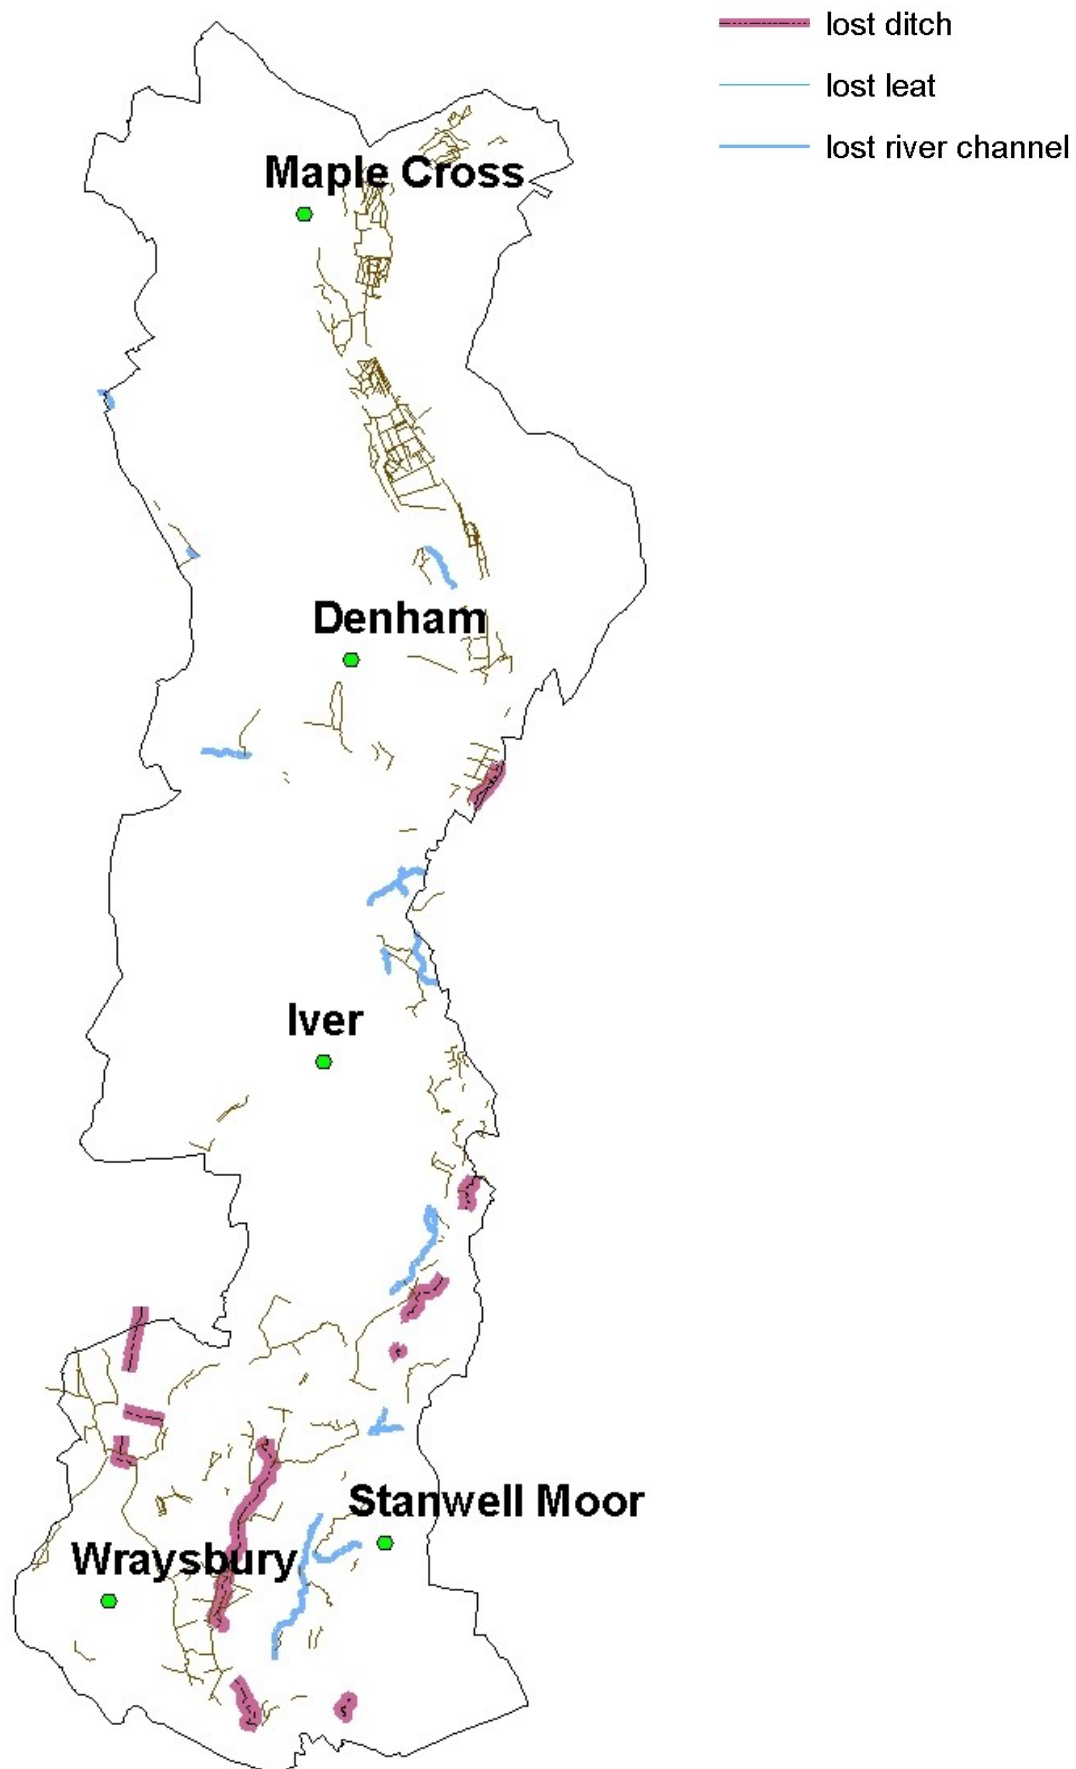 lost ditch
lost leat
lost river channel
Maple Cross
Denham
Iver
Stanwell Moor
Wraysbury